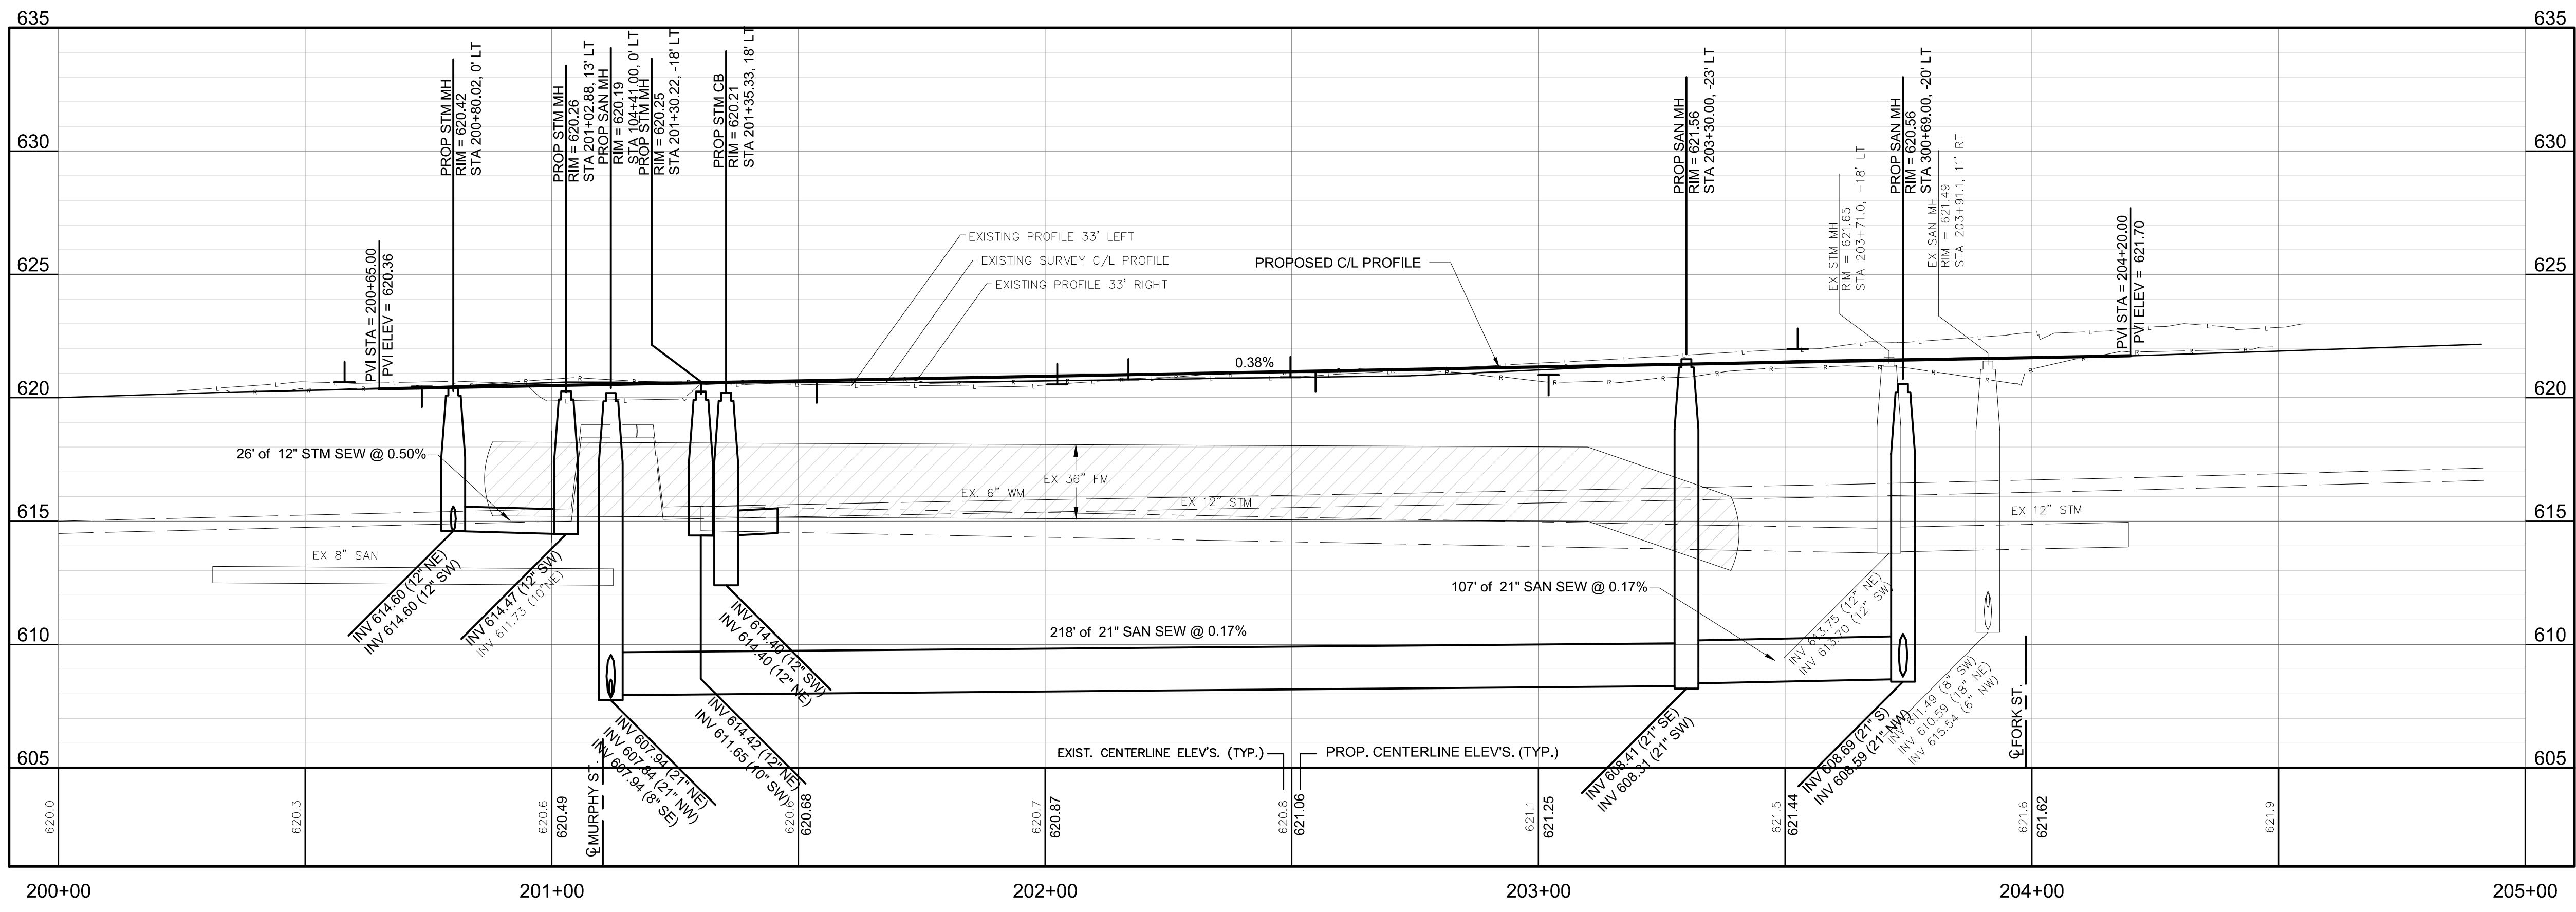 635
635
630
630
625
625
620
620
615
615
610
610
605
605
PROP STM MH
RIM = 620.42
STA 200+80.02, 0' LT
PROP STM MH
RIM = 620.26
STA 201+02.88, 13' LT
PROP SAN MH
RIM = 620.19
STA 104+41.00, 0' LT
PROP STM MH
RIM = 620.25
STA 201+30.22, -18' LT
PROP STM CB
RIM = 620.21
STA 201+35.33, 18' LT
PROP SAN MH
RIM = 621.56
STA 203+30.00, -23' LT
EX STM MH
RIM = 621.65
STA 203+71.0, -18' LT
PROP SAN MH
RIM = 620.56
STA 300+69.00, -20' LT
EX SAN MH
RIM = 621.49
STA 203+91.1, 11' RT
PVI STA = 200+65.00
PVI ELEV = 620.36
PVI STA = 204+20.00
PVI ELEV = 621.70
EXISTING PROFILE 33' LEFT
EXISTING SURVEY C/L PROFILE
EXISTING PROFILE 33' RIGHT
PROPOSED C/L PROFILE
0.38%
26' of 12" STM SEW @ 0.50%
EX 36" FM
EX. 6" WM
EX 12" STM
EX 12" STM
EX 8" SAN
107' of 21" SAN SEW @ 0.17%
218' of 21" SAN SEW @ 0.17%
INV 614.60 (12" NE)
INV 614.60 (12" SW)
INV 614.47 (12" SW)
INV 611.73 (10"NE)
INV 607.94 (21" NE)
INV 607.84 (21" NW)
INV 607.94 (8" SE)
INV 614.42 (12" NE)
INV 611.65 (10" SW)
INV 614.40 (12" SW)
INV 614.40 (12" NE)
INV 608.41 (21" SE)
INV 608.31 (21" SW)
INV 613.75 (12" NE)
INV 613.70 (12" SW)
INV 608.69 (21" S)
INV 608.59 (21" NW)
INV 611.49 (8" SW)
INV 610.59 (18" NE)
INV 615.54 (6" NW)
℄ MURPHY ST.
℄ FORK ST.
EXIST. CENTERLINE ELEV'S. (TYP.)
PROP. CENTERLINE ELEV'S. (TYP.)
620.0
620.3
620.6
620.49
620.9
620.68
620.7
620.87
620.8
621.06
621.1
621.25
621.5
621.44
621.6
621.62
621.9
200+00
201+00
202+00
203+00
204+00
205+00